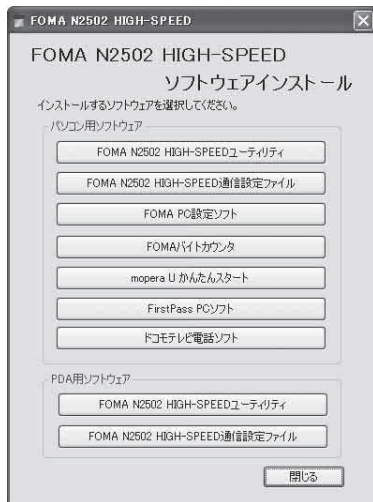 FOMA N2502 HIGH-SPEED
FOMA N2502 HIGH-SPEED
ソフトウェアインストール
インストールするソフトウェアを選択してください。
パソコン用ソフトウェア
FOMA N2502 HIGH-SPEEDユーティリティ
FOMA N2502 HIGH-SPEED通信設定ファイル
FOMA PC設定ソフト
FOMAバイトカウンタ
mopera U かんたんスタート
FirstPass PCソフト
ドコモテレビ電話ソフト
PDA用ソフトウェア
FOMA N2502 HIGH-SPEEDユーティリティ
FOMA N2502 HIGH-SPEED通信設定ファイル
閉じる